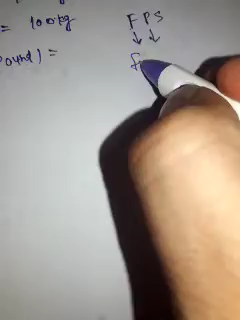 = 100kg
FPS
ound) =
F